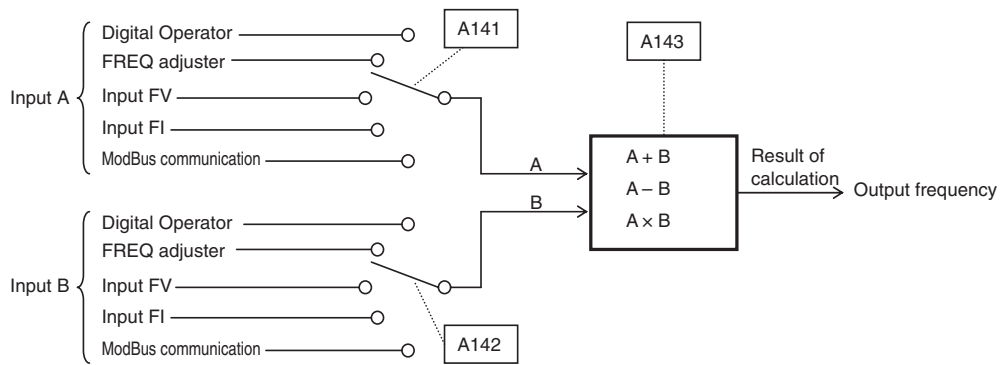 Digital Operator
A141
A143
FREQ adjuster
Input A
Input FV
Input FI
ModBus communication
A
B
A + B
A – B
A × B
Result of
calculation
Output frequency
Digital Operator
FREQ adjuster
Input B
Input FV
Input FI
ModBus communication
A142